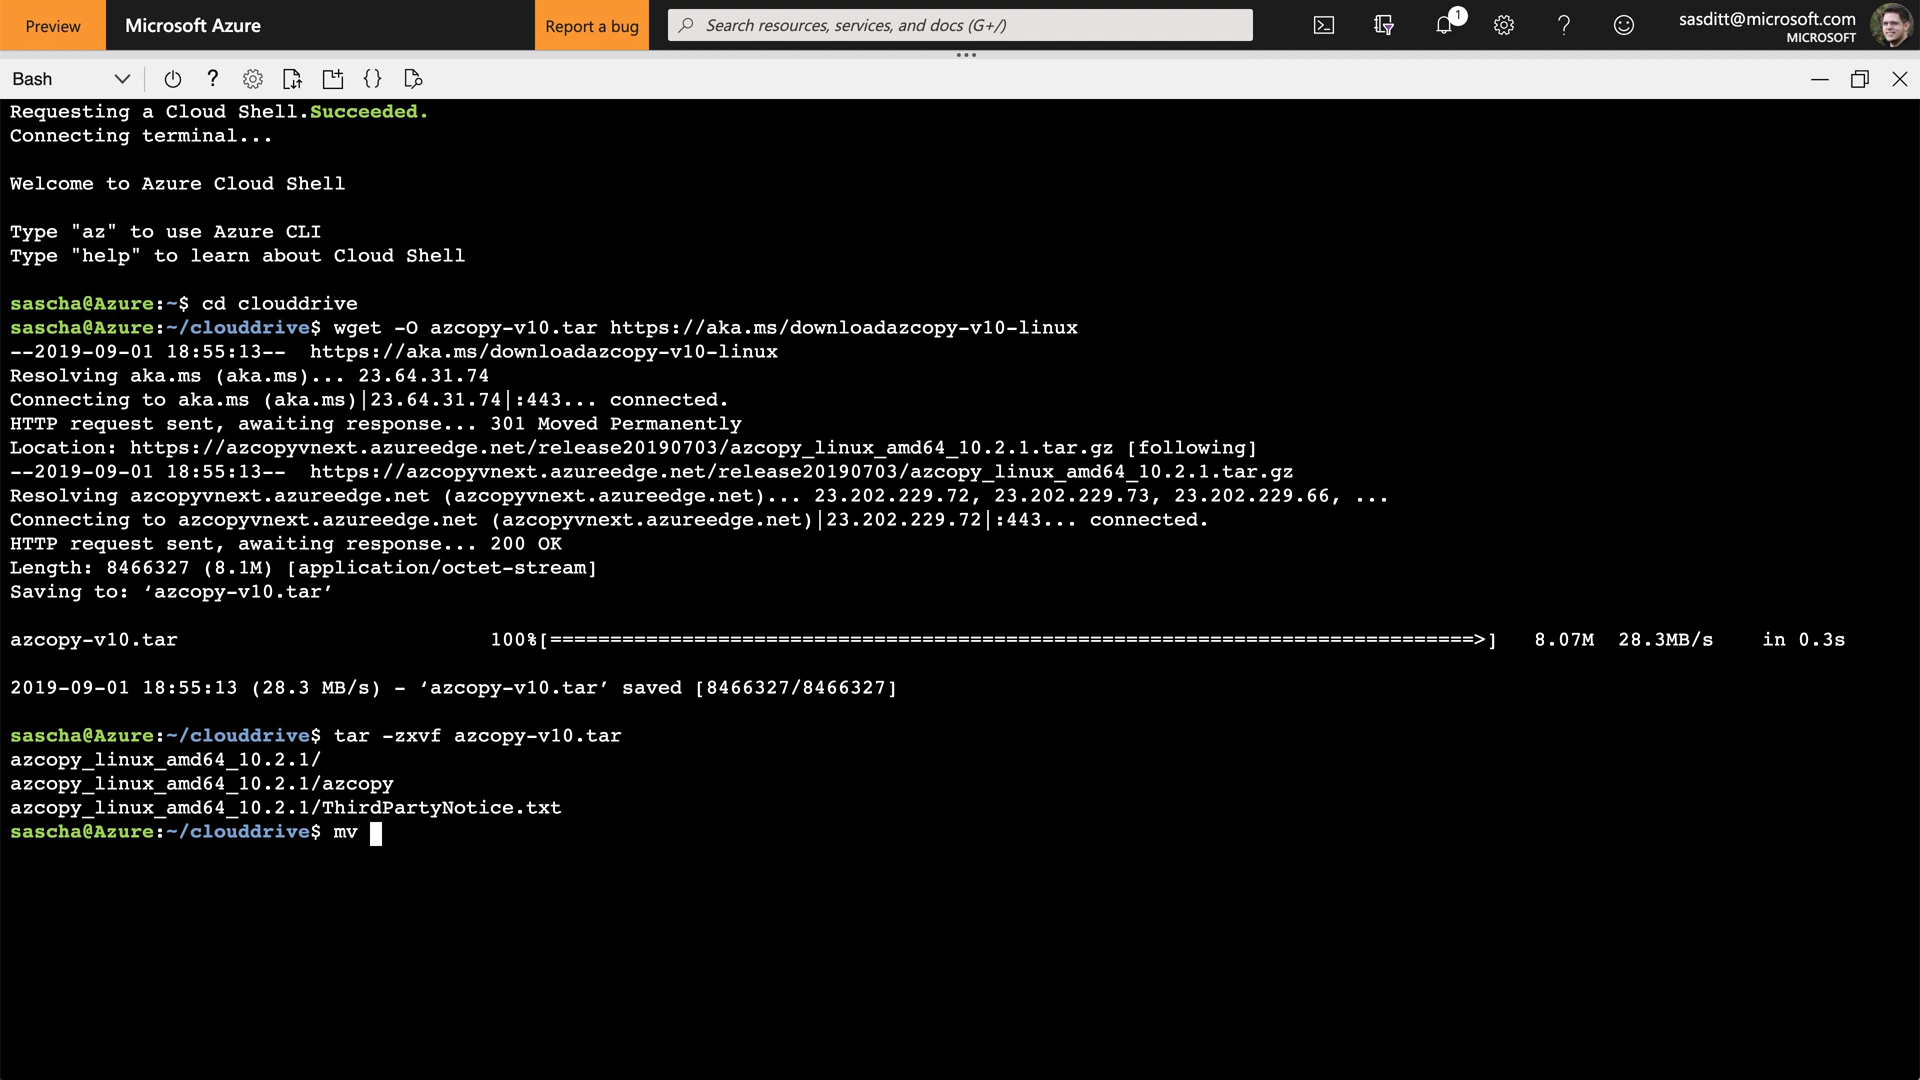 Preview
Microsoft Azure
Report a bug
Search resources, services, and docs (G+/)
1
sasditt@microsoft.com
MICROSOFT
Bash
Requesting a Cloud Shell.Succeeded.
Connecting terminal...
Welcome to Azure Cloud Shell
Type "az" to use Azure CLI
Type "help" to learn about Cloud Shell
sascha@Azure:~$ cd clouddrive
sascha@Azure:~/clouddrive$ wget -O azcopy-v10.tar https://aka.ms/downloadazcopy-v10-linux
--2019-09-01 18:55:13--  https://aka.ms/downloadazcopy-v10-linux
Resolving aka.ms (aka.ms)... 23.64.31.74
Connecting to aka.ms (aka.ms)|23.64.31.74|:443... connected.
HTTP request sent, awaiting response... 301 Moved Permanently
Location: https://azcopyvnext.azureedge.net/release20190703/azcopy_linux_amd64_10.2.1.tar.gz [following]
--2019-09-01 18:55:13--  https://azcopyvnext.azureedge.net/release20190703/azcopy_linux_amd64_10.2.1.tar.gz
Resolving azcopyvnext.azureedge.net (azcopyvnext.azureedge.net)... 23.202.229.72, 23.202.229.73, 23.202.229.66, ...
Connecting to azcopyvnext.azureedge.net (azcopyvnext.azureedge.net)|23.202.229.72|:443... connected.
HTTP request sent, awaiting response... 200 OK
Length: 8466327 (8.1M) [application/octet-stream]
Saving to: ‘azcopy-v10.tar’
azcopy-v10.tar 100%[=============================================================================>] 8.07M 28.3MB/s in 0.3s
2019-09-01 18:55:13 (28.3 MB/s) - ‘azcopy-v10.tar’ saved [8466327/8466327]
sascha@Azure:~/clouddrive$ tar -zxvf azcopy-v10.tar
azcopy_linux_amd64_10.2.1/
azcopy_linux_amd64_10.2.1/azcopy
azcopy_linux_amd64_10.2.1/ThirdPartyNotice.txt
sascha@Azure:~/clouddrive$ mv